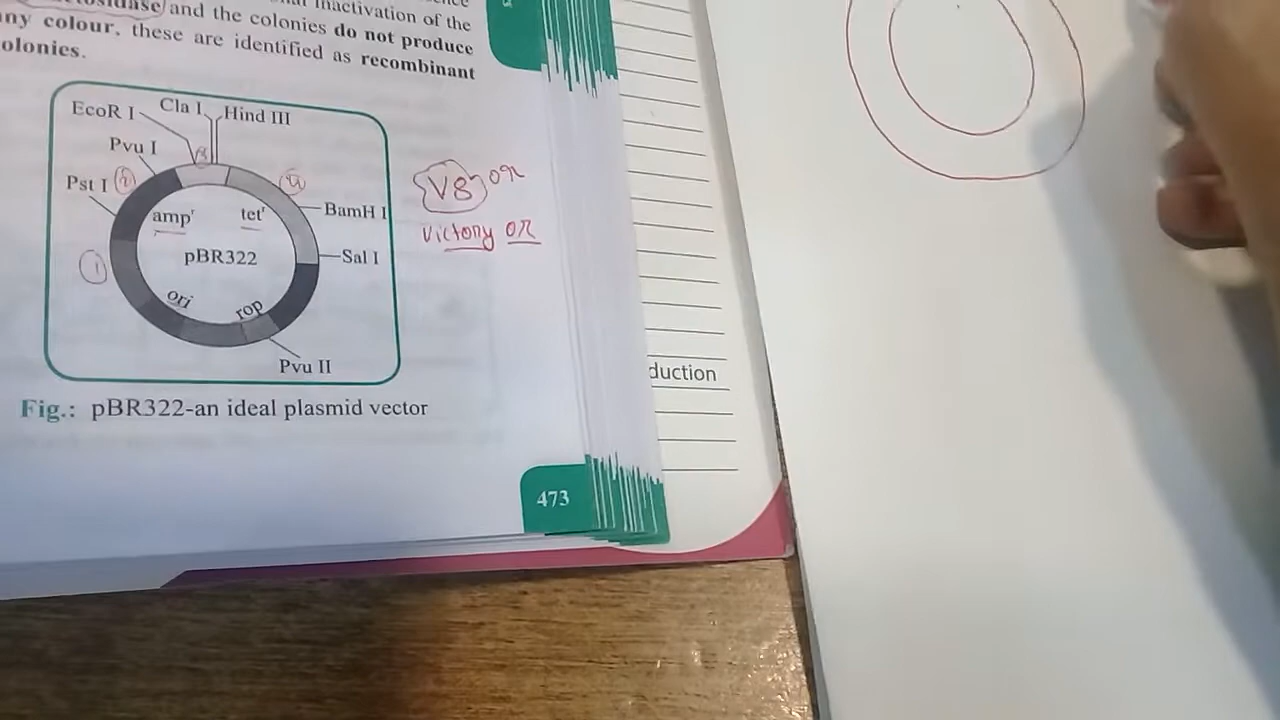 and the colonies do not produce
any colour, these are identified as recombinant
colonies.
inactivation of the
EcoR I
Cla I
Hind III
Pvu I
Pst I
amp^r
tet^r
BamH I
pBR322
Sal I
ori
rop
Pvu II
V8 OR
Victory OR
Fig.: pBR322-an ideal plasmid vector
473
duction